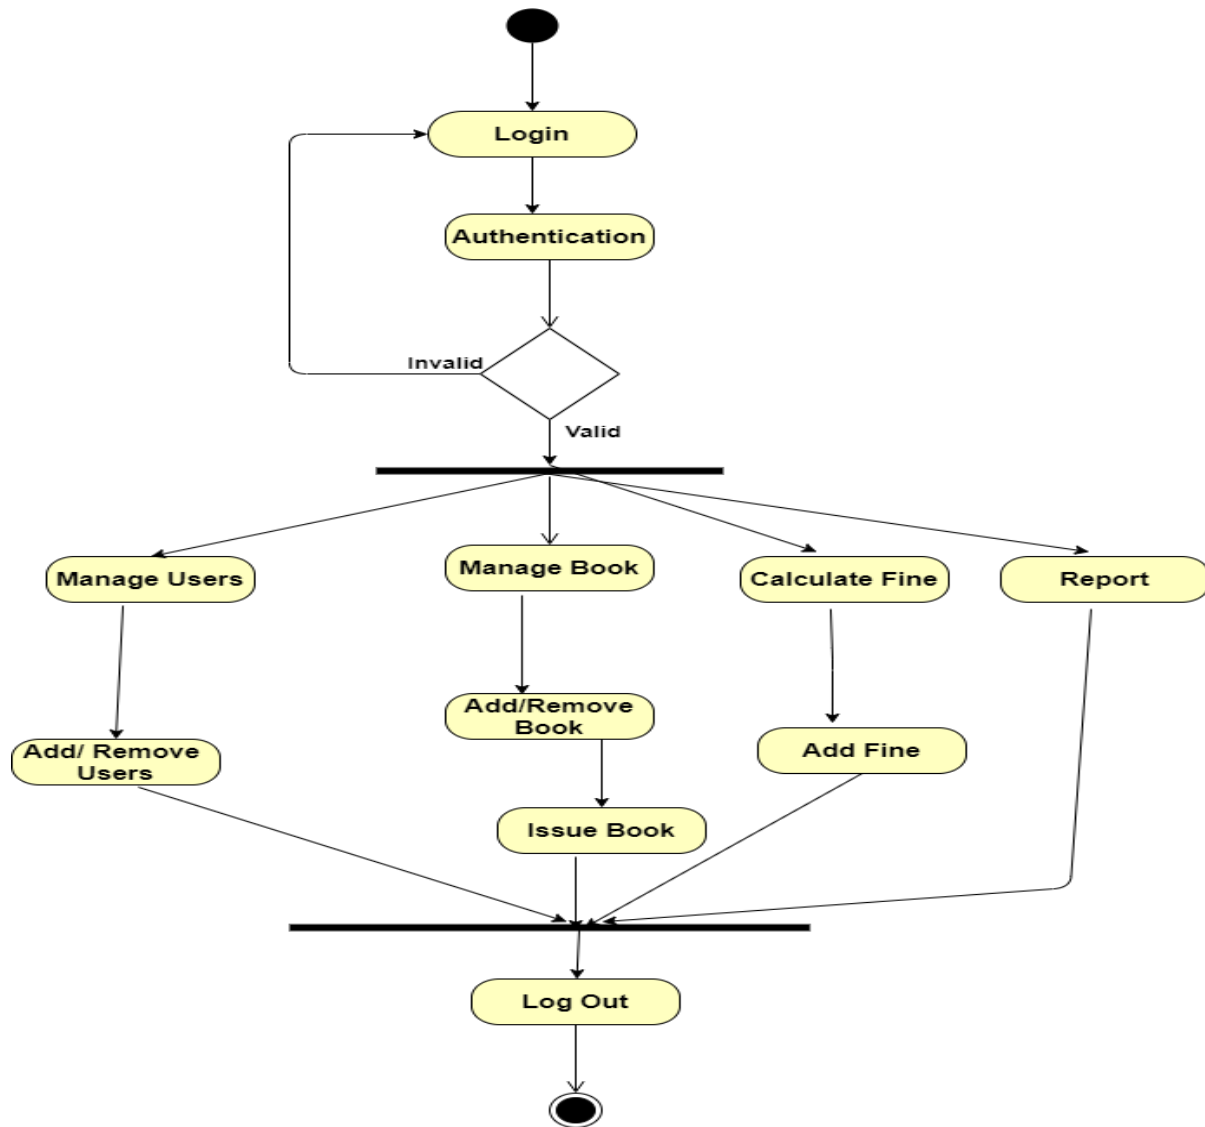 Login
Authentication
Invalid
Valid
Manage Users
Manage Book
Calculate Fine
Report
Add/Remove
Book
Add/ Remove
Users
Add Fine
Issue Book
Log Out